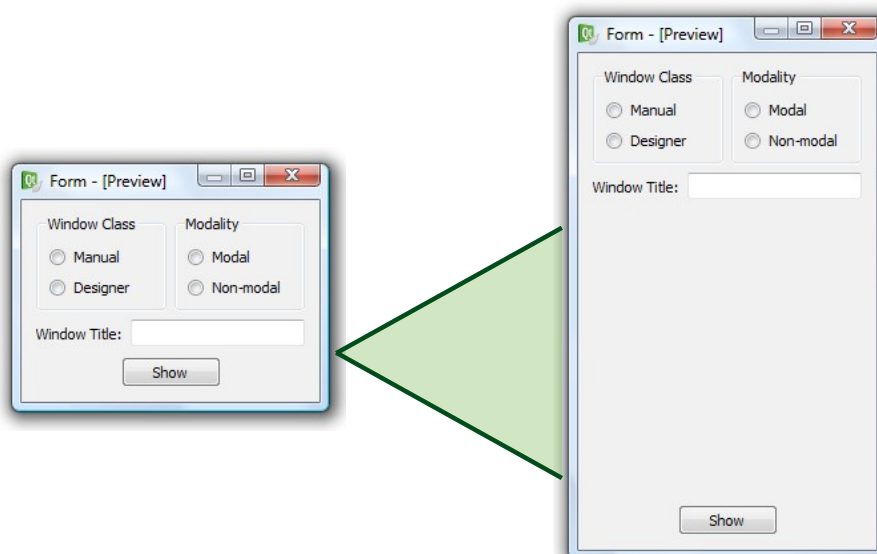 Form - [Preview]
Window Class
Modality
Manual
Modal
Designer
Non-modal
Window Title:
Show
Form - [Preview]
Window Class
Modality
Manual
Modal
Designer
Non-modal
Window Title:
Show